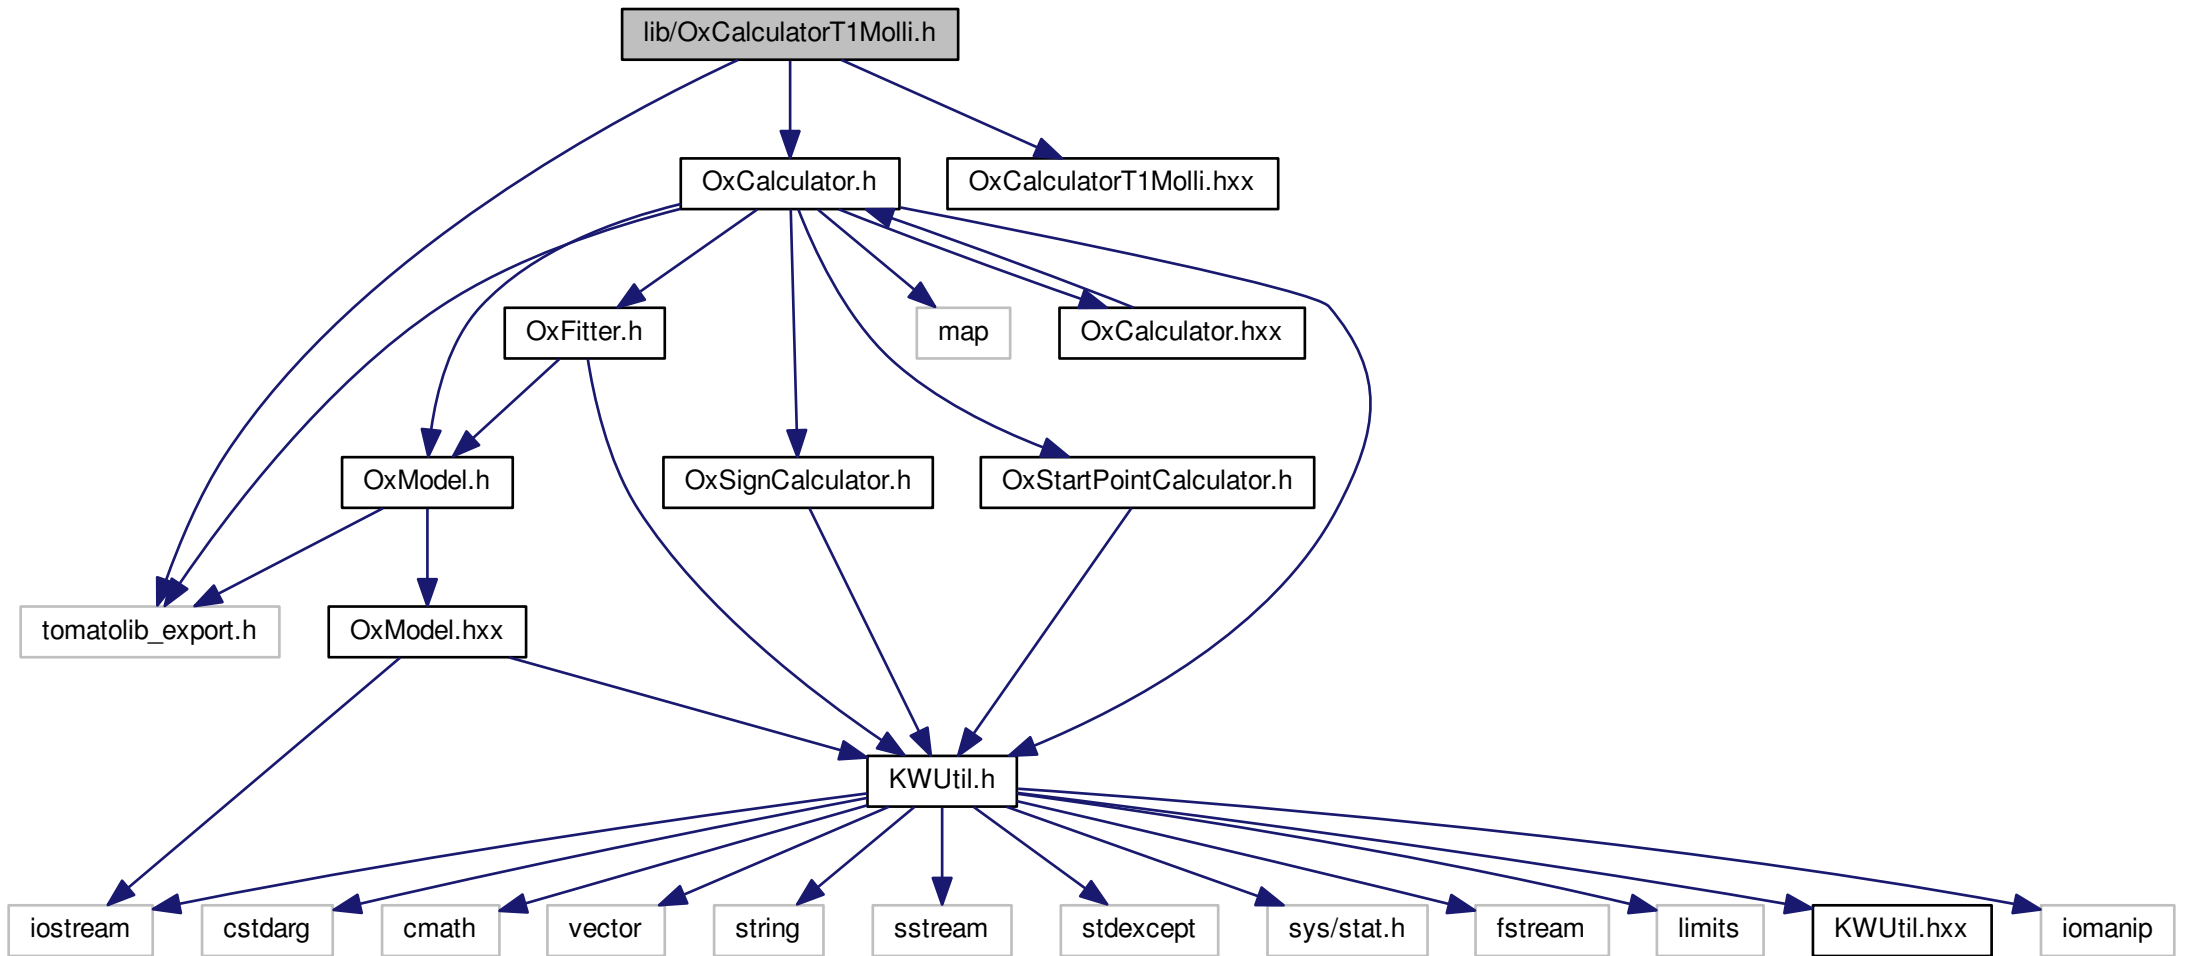 lib/OxCalculatorT1Molli.h
OxCalculator.h
OxCalculatorT1Molli.hxx
OxFitter.h
map
OxCalculator.hxx
OxModel.h
OxSignCalculator.h
OxStartPointCalculator.h
tomatolib_export.h
OxModel.hxx
KWUtil.h
iostream
cstdarg
cmath
vector
string
sstream
stdexcept
sys/stat.h
fstream
limits
KWUtil.hxx
iomanip